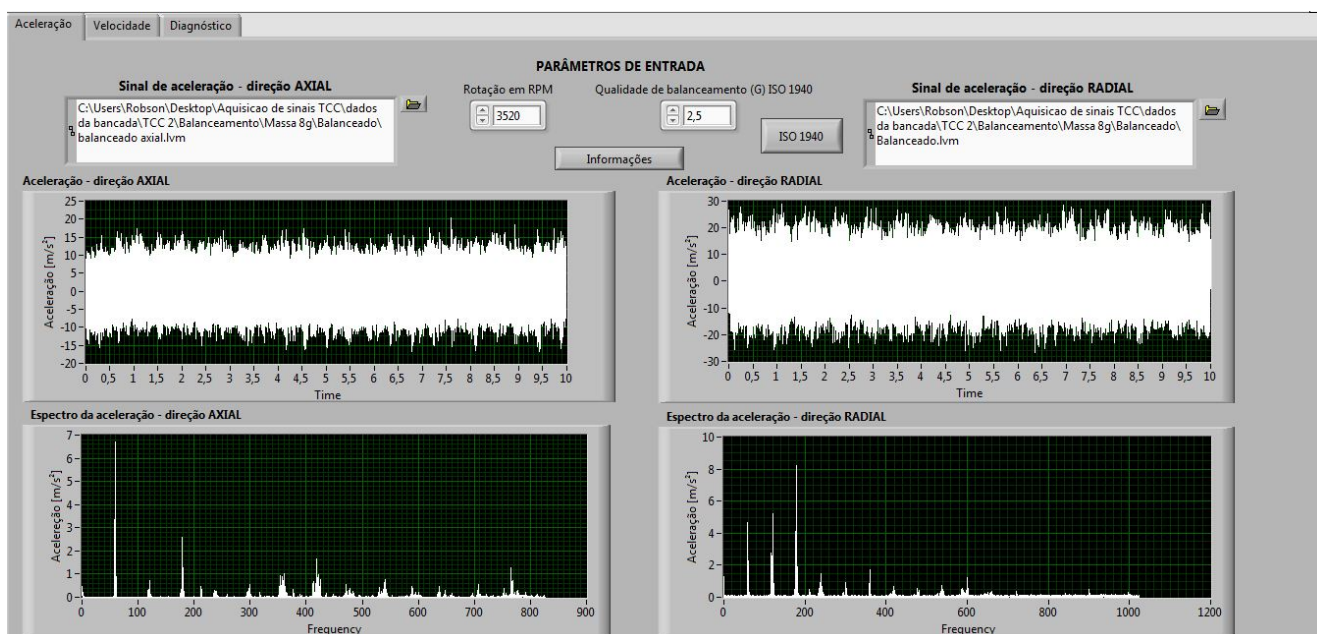 Aceleração Velocidade Diagnóstico
PARÂMETROS DE ENTRADA
Sinal de aceleração - direção AXIAL
C:\Users\Robson\Desktop\Aquisicao de sinais TCC\dados
da bancada\TCC 2\Balanceamento\Massa 8g\Balanceado\
balanceado axial.lvm
Rotação em RPM
3520
Qualidade de balanceamento (G) ISO 1940
2,5
ISO 1940
Informações
Sinal de aceleração - direção RADIAL
C:\Users\Robson\Desktop\Aquisicao de sinais TCC\dados
da bancada\TCC 2\Balanceamento\Massa 8g\Balanceado\
Balanceado.lvm
Aceleração - direção AXIAL
Aceleração [m/s²]
25
20
15
10
5
0
-5
-10
-15
-20
0 0,5 1 1,5 2 2,5 3 3,5 4 4,5 5 5,5 6 6,5 7 7,5 8 8,5 9 9,5 10
Time
Aceleração - direção RADIAL
Aceleração [m/s²]
30
20
10
0
-10
-20
-30
0 0,5 1 1,5 2 2,5 3 3,5 4 4,5 5 5,5 6 6,5 7 7,5 8 8,5 9 9,5 10
Time
Espectro da aceleração - direção AXIAL
Acelereção [m/s²]
7
6
5
4
3
2
1
0
0 100 200 300 400 500 600 700 800 900
Frequency
Espectro da aceleração - direção RADIAL
Aceleração [m/s²]
10
8
6
4
2
0
0 200 400 600 800 1000 1200
Frequency